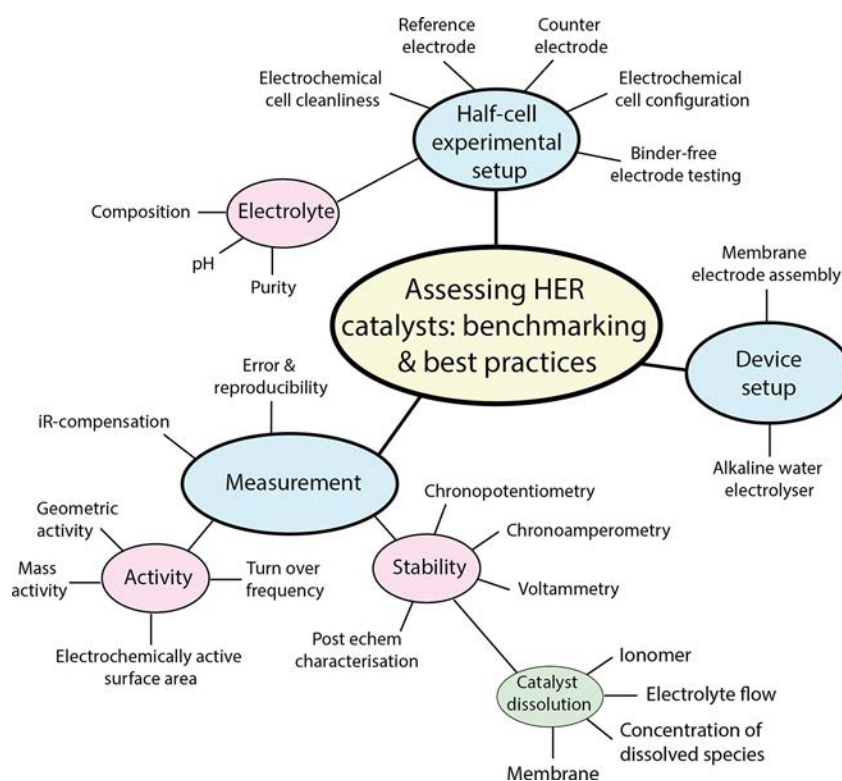 Reference
electrode
Counter
electrode
Electrochemical
cell cleanliness
Electrochemical
cell configuration
Half-cell
experimental
setup
Binder-free
electrode testing
Electrolyte
Composition
pH
Purity
Assessing HER
catalysts: benchmarking
& best practices
Membrane
electrode assembly
Device
setup
Alkaline water
electrolyser
Error &
reproducibility
iR-compensation
Measurement
Geometric
activity
Mass
activity
Activity
Turn over
frequency
Electrochemically active
surface area
Chronopotentiometry
Chronoamperometry
Stability
Voltammetry
Post echem
characterisation
Catalyst
dissolution
Ionomer
Electrolyte flow
Concentration of
dissolved species
Membrane